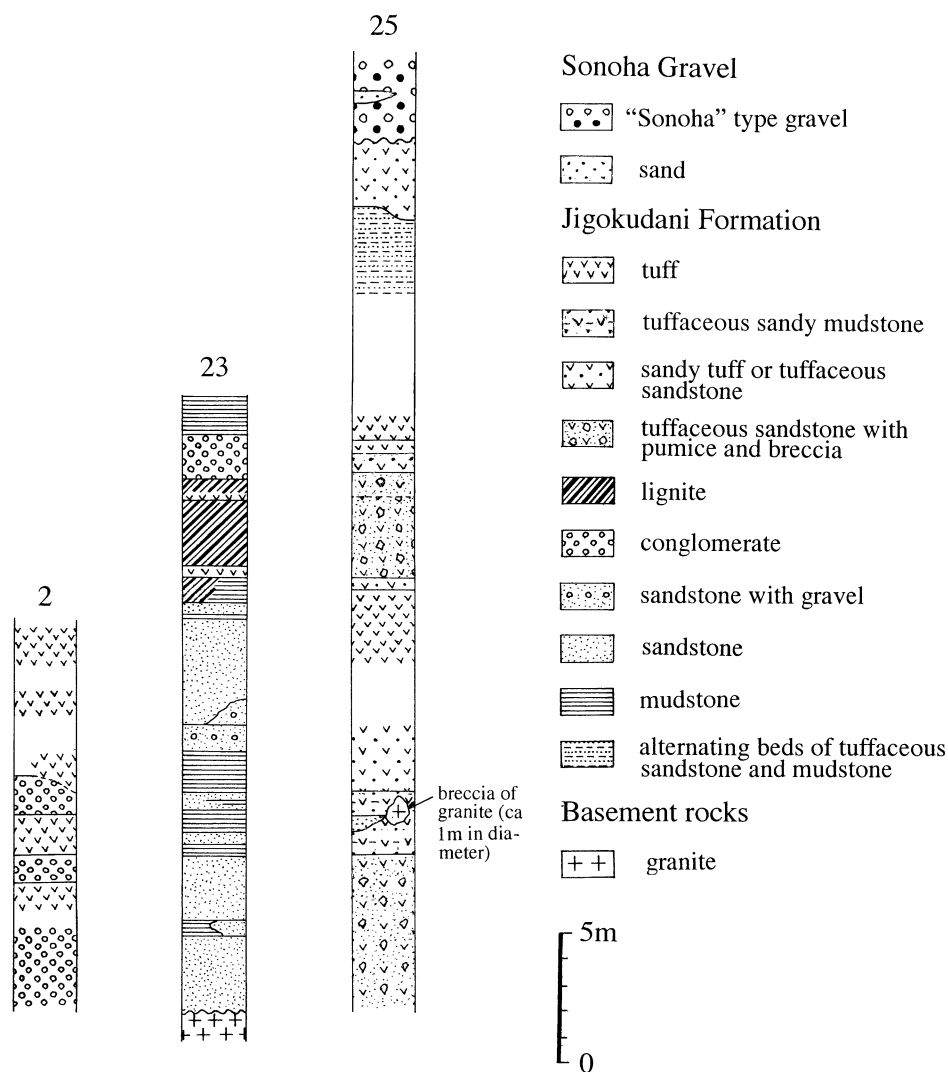 25
23
2
breccia of
granite (ca
1m in dia-
meter)
Sonoha Gravel
“Sonoha” type gravel
sand
Jigokudani Formation
tuff
tuffaceous sandy mudstone
sandy tuff or tuffaceous
sandstone
tuffaceous sandstone with
pumice and breccia
lignite
conglomerate
sandstone with gravel
sandstone
mudstone
alternating beds of tuffaceous
sandstone and mudstone
Basement rocks
granite
5m
0